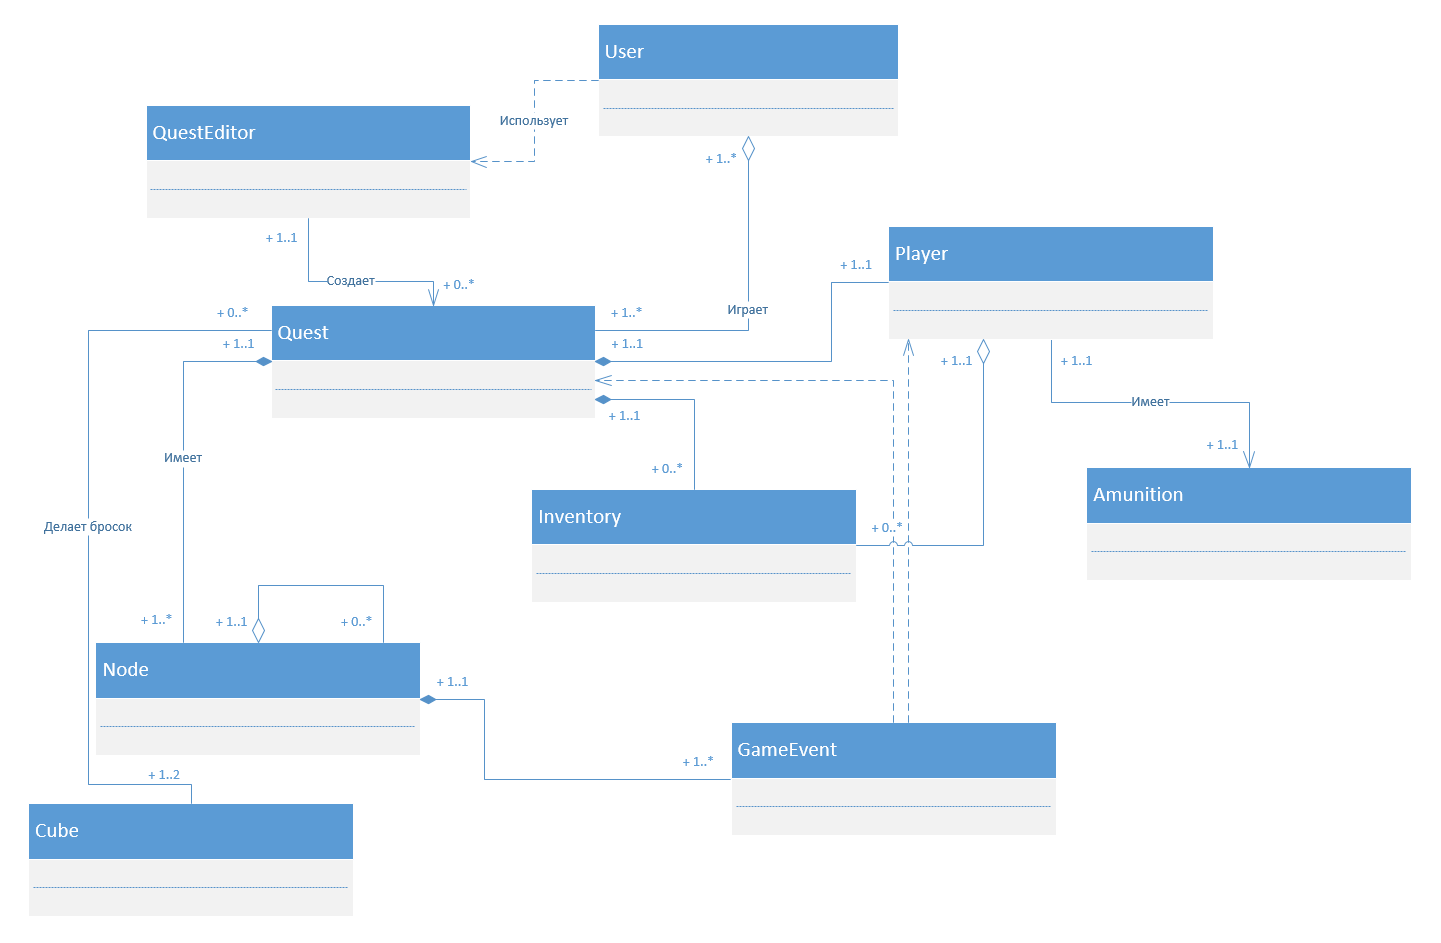 User
QuestEditor
Использует
+ 1..*
+ 1..1
Player
+ 1..1
Создает
+ 0..*
+ 0..*
+ 1..*
Играет
Quest
+ 1..1
+ 1..1
+ 1..1
+ 1..1
Имеет
+ 1..1
+ 1..1
Имеет
+ 0..*
Amunition
Inventory
Делает бросок
+ 0..*
+ 1..*
+ 1..1
+ 0..*
Node
+ 1..1
GameEvent
+ 1..*
+ 1..2
Cube